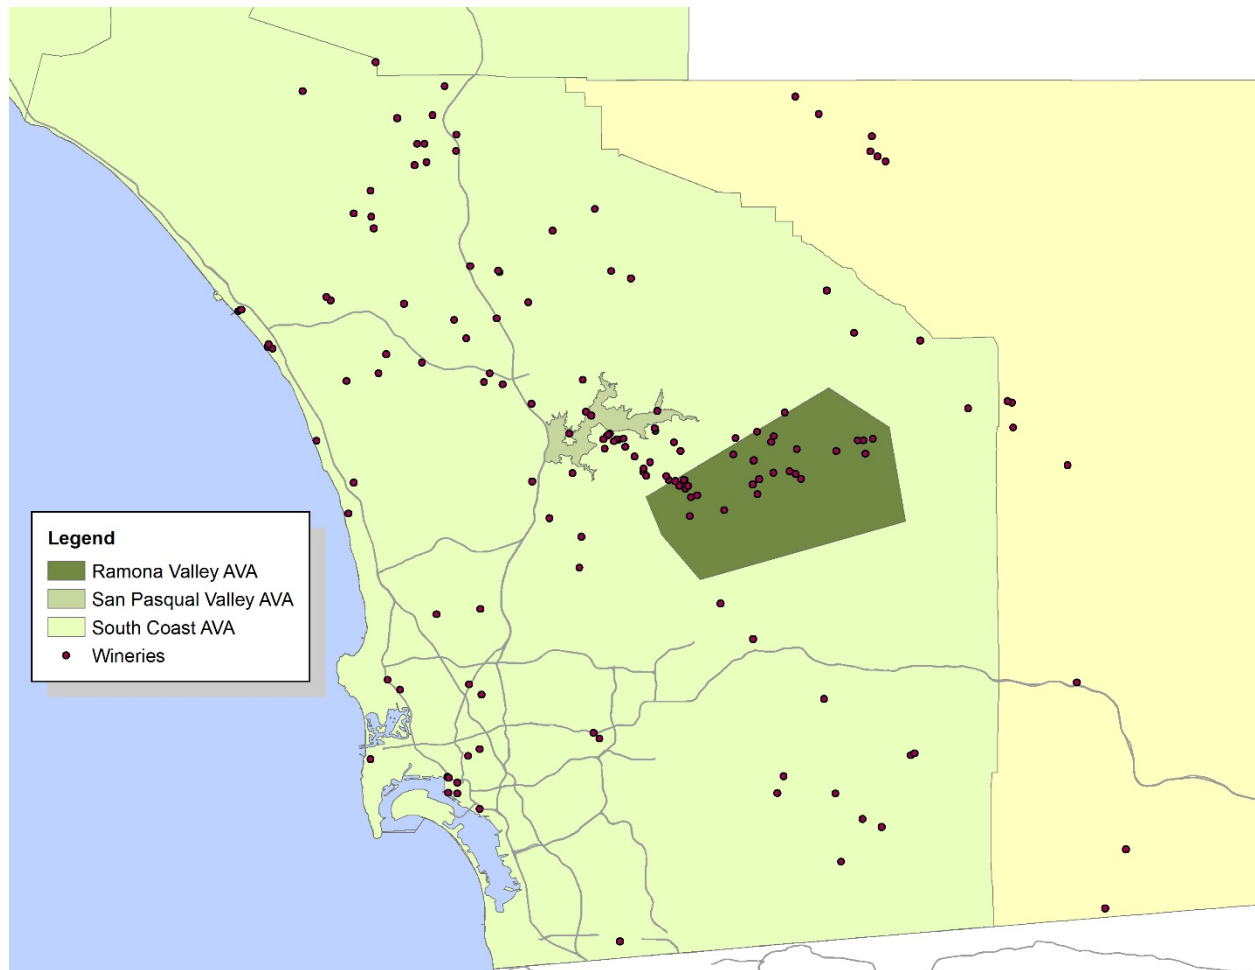 Legend
Ramona Valley AVA
San Pasqual Valley AVA
South Coast AVA
Wineries